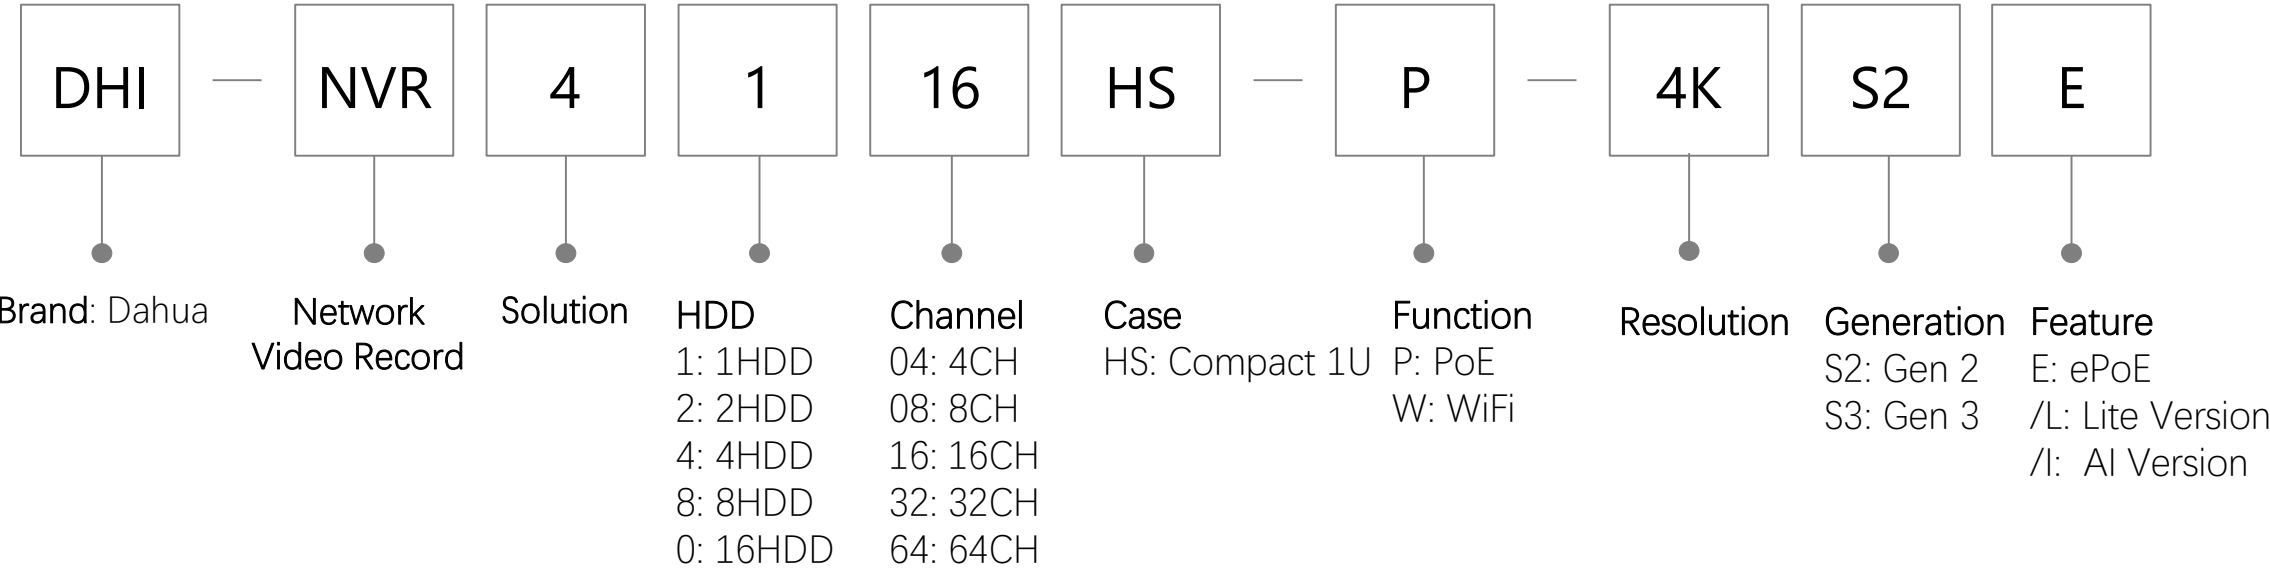 DHI — NVR 4 1 16 HS — P — 4K S2 E
Brand: Dahua
Network
Video Record
Solution
HDD
1: 1HDD
2: 2HDD
4: 4HDD
8: 8HDD
0: 16HDD
Channel
04: 4CH
08: 8CH
16: 16CH
32: 32CH
64: 64CH
Case
HS: Compact 1U
Function
P: PoE
W: WiFi
Resolution
Generation
S2: Gen 2
S3: Gen 3
Feature
E: ePoE
/L: Lite Version
/I: AI Version